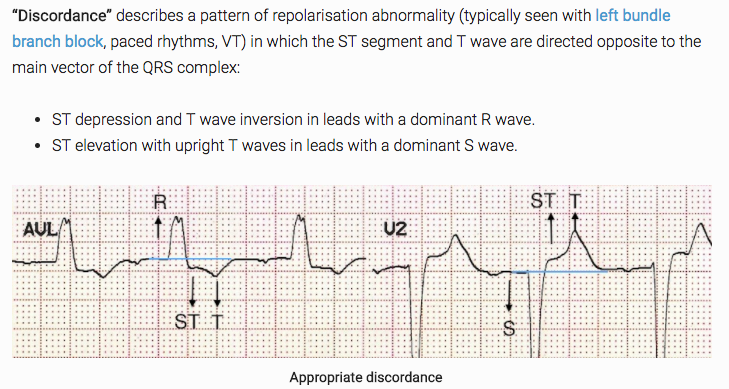 “Discordance” describes a pattern of repolarisation abnormality (typically seen with left bundle
branch block, paced rhythms, VT) in which the ST segment and T wave are directed opposite to the
main vector of the QRS complex:
• ST depression and T wave inversion in leads with a dominant R wave.
• ST elevation with upright T waves in leads with a dominant S wave.
R ST T
AUL V2
ST T S
Appropriate discordance